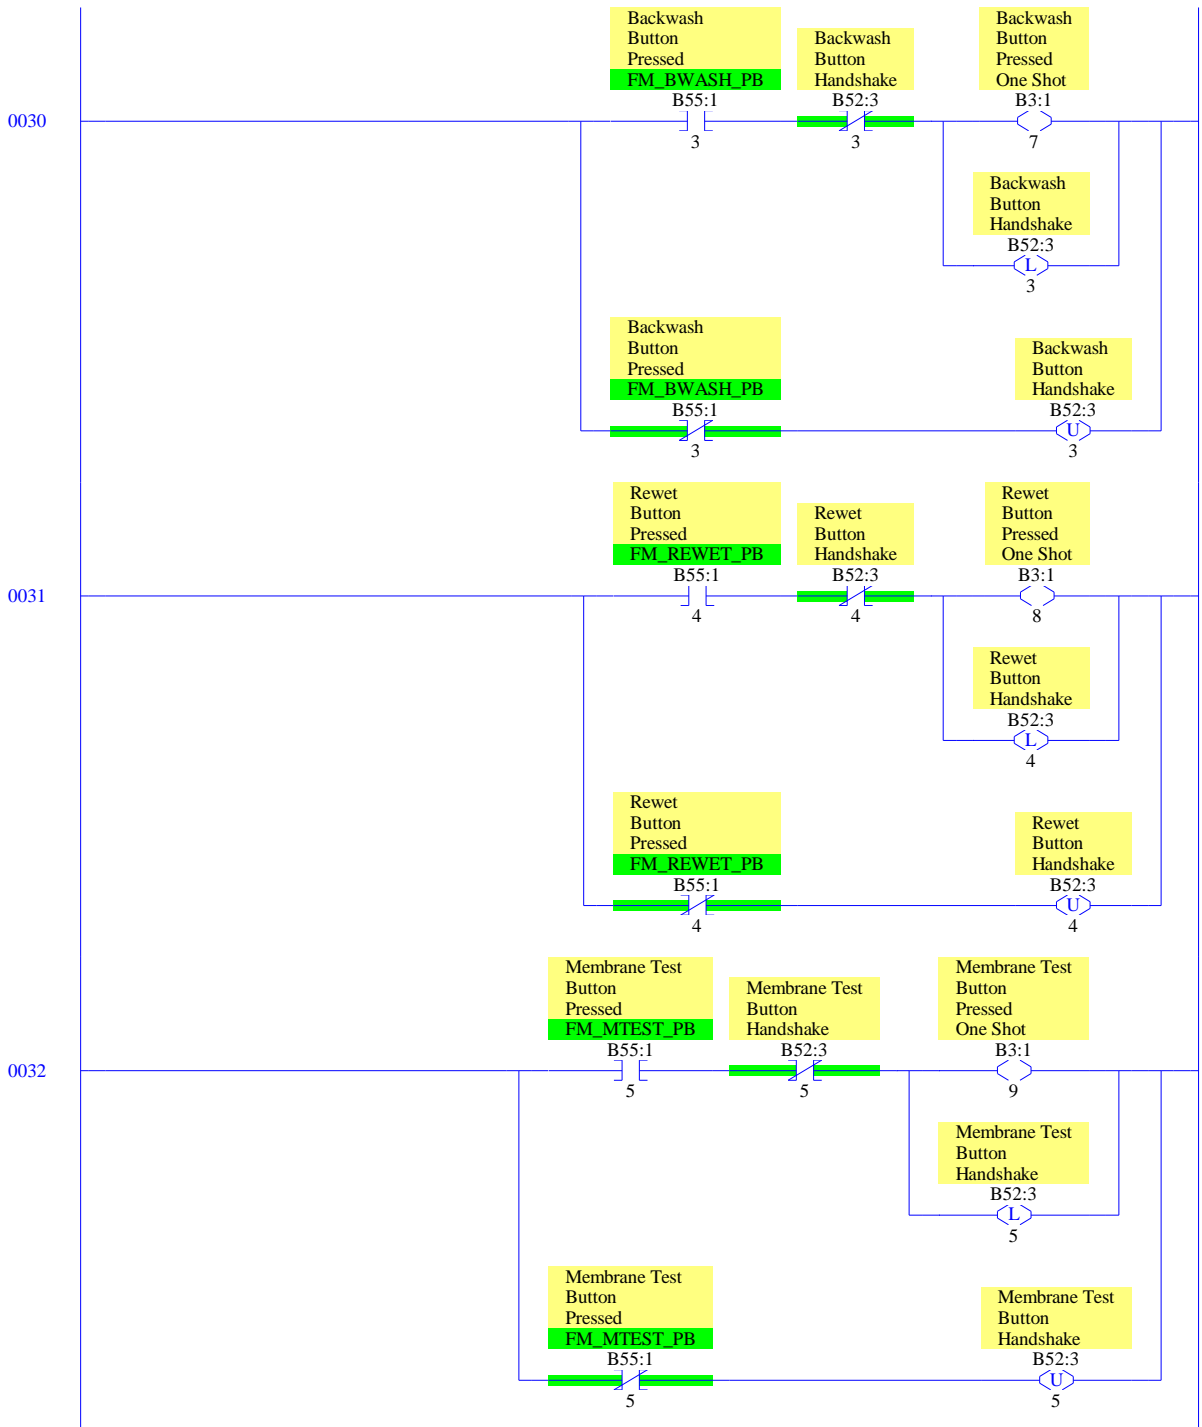 Backwash
Button
Pressed
FM_BWASH_PB
B55:1
3
Backwash
Button
Handshake
B52:3
3
Backwash
Button
Pressed
One Shot
B3:1
7
0030
Backwash
Button
Handshake
B52:3
L
3
Backwash
Button
Pressed
FM_BWASH_PB
B55:1
3
Backwash
Button
Handshake
B52:3
U
3
Rewet
Button
Pressed
FM_REWET_PB
B55:1
4
Rewet
Button
Handshake
B52:3
4
Rewet
Button
Pressed
One Shot
B3:1
8
0031
Rewet
Button
Handshake
B52:3
L
4
Rewet
Button
Pressed
FM_REWET_PB
B55:1
4
Rewet
Button
Handshake
B52:3
U
4
Membrane Test
Button
Pressed
FM_MTEST_PB
B55:1
5
Membrane Test
Button
Handshake
B52:3
5
Membrane Test
Button
Pressed
One Shot
B3:1
9
0032
Membrane Test
Button
Handshake
B52:3
L
5
Membrane Test
Button
Pressed
FM_MTEST_PB
B55:1
5
Membrane Test
Button
Handshake
B52:3
U
5